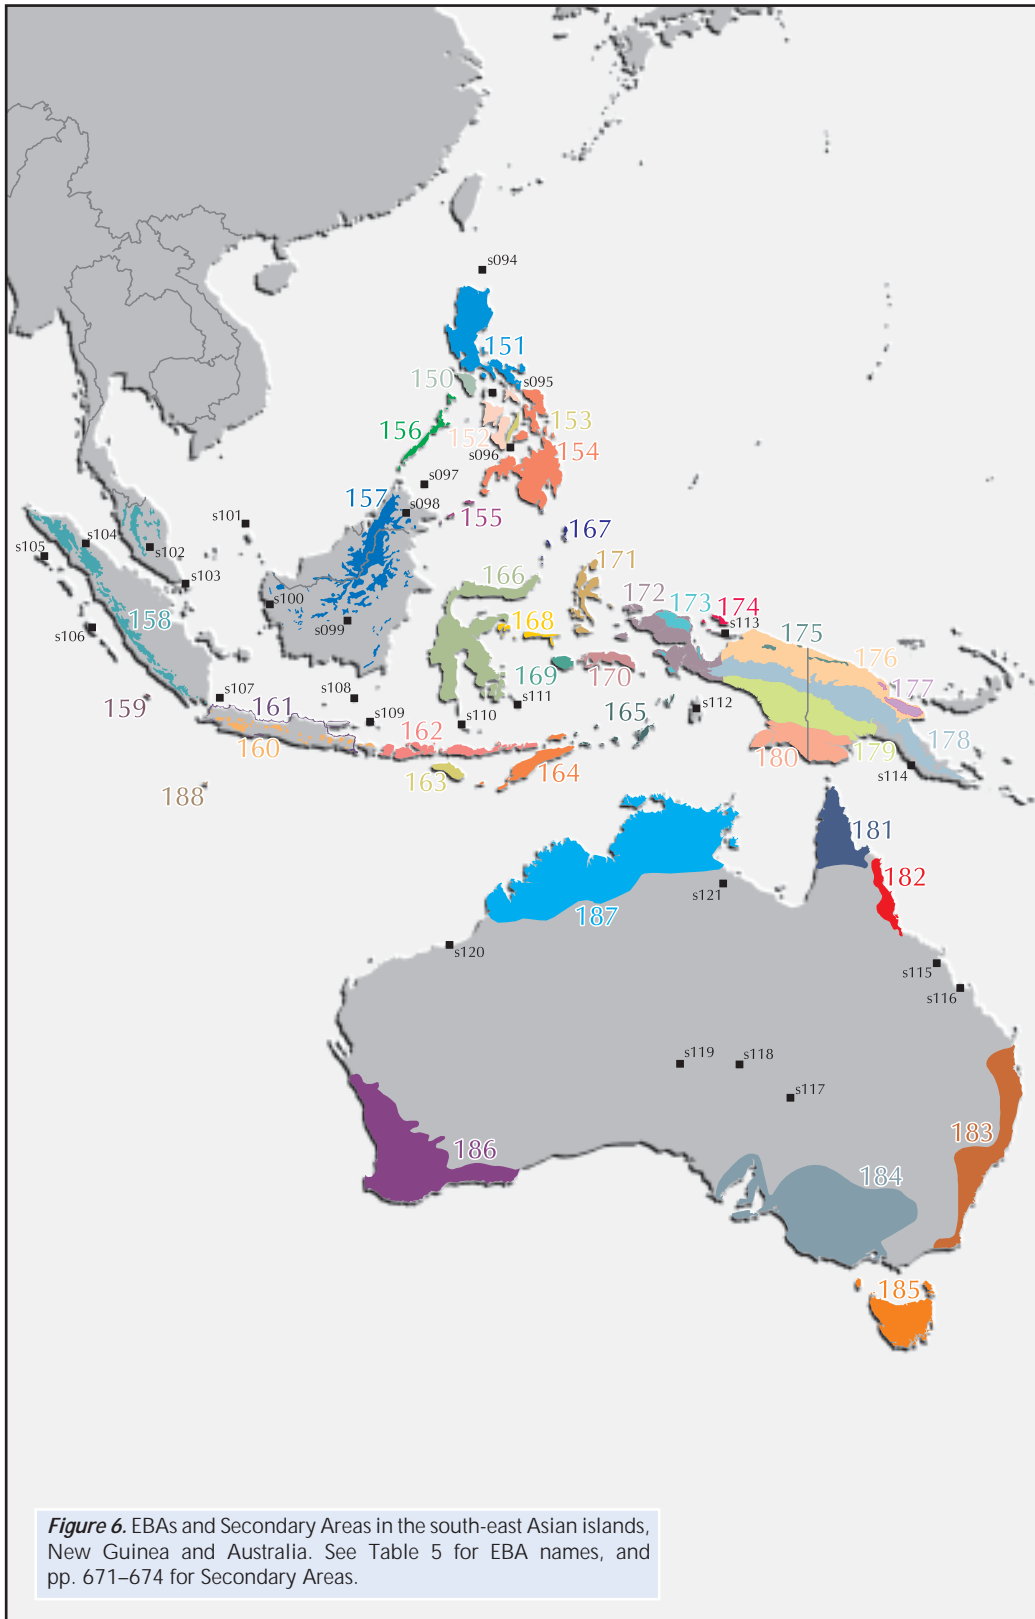 s094
151
150
s095
156
152
153
s096
154
s097
157
s098
155
s101
167
s104
s102
s105
171
166
s103
172
173
174
s100
s113
158
168
175
s106
s099
176
169
170
177
s107
s108
s111
159
161
165
s112
s109
s110
162
178
160
163
164
180
179
s114
188
181
182
s121
187
s120
s115
s116
s119
s118
s117
183
186
184
185
Figure 6. EBAs and Secondary Areas in the south-east Asian islands,
New Guinea and Australia. See Table 5 for EBA names, and
pp. 671–674 for Secondary Areas.